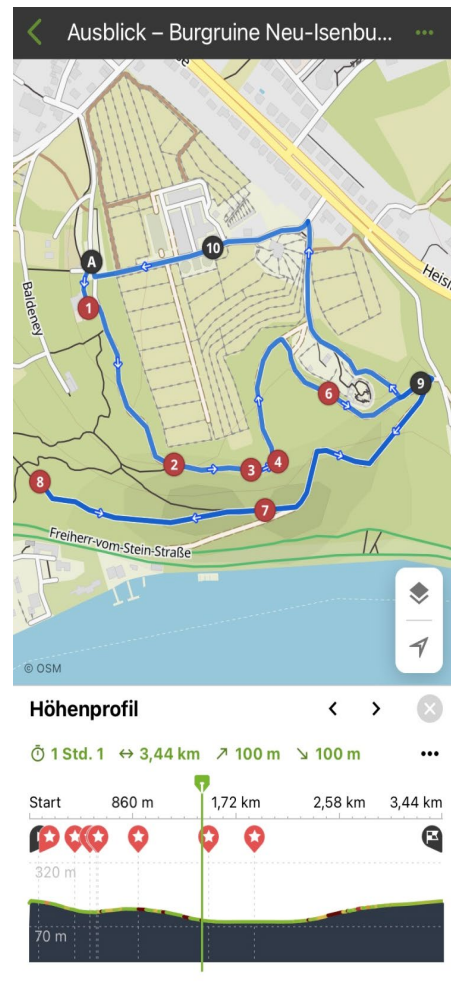 Ausblick – Burgruine Neu-Isenbu...
A
10
1
Baldeney
Heisi
9
6
2
3
4
8
7
Freiherr-vom-Stein-Straße
© OSM
Höhenprofil
1 Std. 1 3,44 km 100 m 100 m
Start 860 m 1,72 km 2,58 km 3,44 km
320 m
70 m